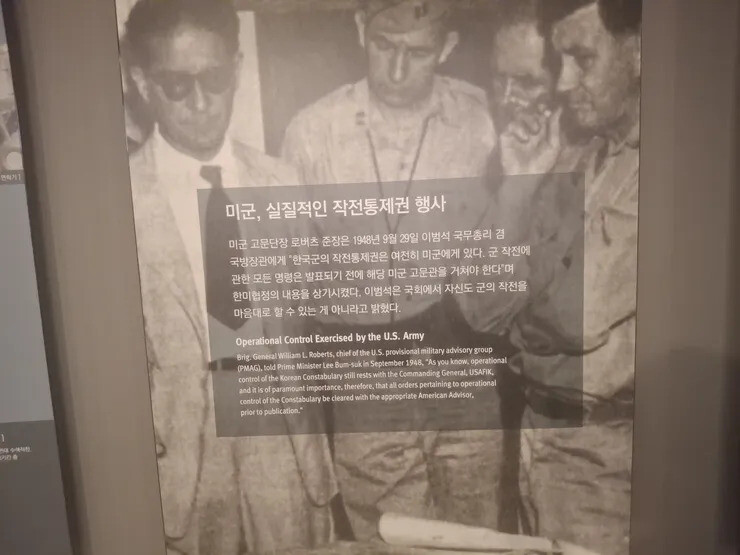 미군, 실질적인 작전통제권 행사
미군 고문단장 로버츠 준장은 1948년 9월 29일 이범석 국무총리 겸
국방장관에게 “한국군의 작전통제권은 여전히 미군에게 있다. 군 작전에
관한 모든 명령은 발표되기 전에 해당 미군 고문관을 거쳐야 한다”며
한미협정의 내용을 상기시켰다. 이범석은 국회에서 자신도 군의 작전을
마음대로 할 수 있는 게 아니라고 밝혔다.
Operational Control Exercised by the U.S. Army
Brig. General William L. Roberts, chief of the U.S. provisional military advisory group
(PMAG), told Prime Minister Lee Bum-suk in September 1948, “As you know, operational
control of the Korean Constabulary still rests with the Commanding General, USAFIK,
and it is of paramount importance, therefore, that all orders pertaining to operational
control of the Constabulary be cleared with the appropriate American Advisor,
prior to publication.”